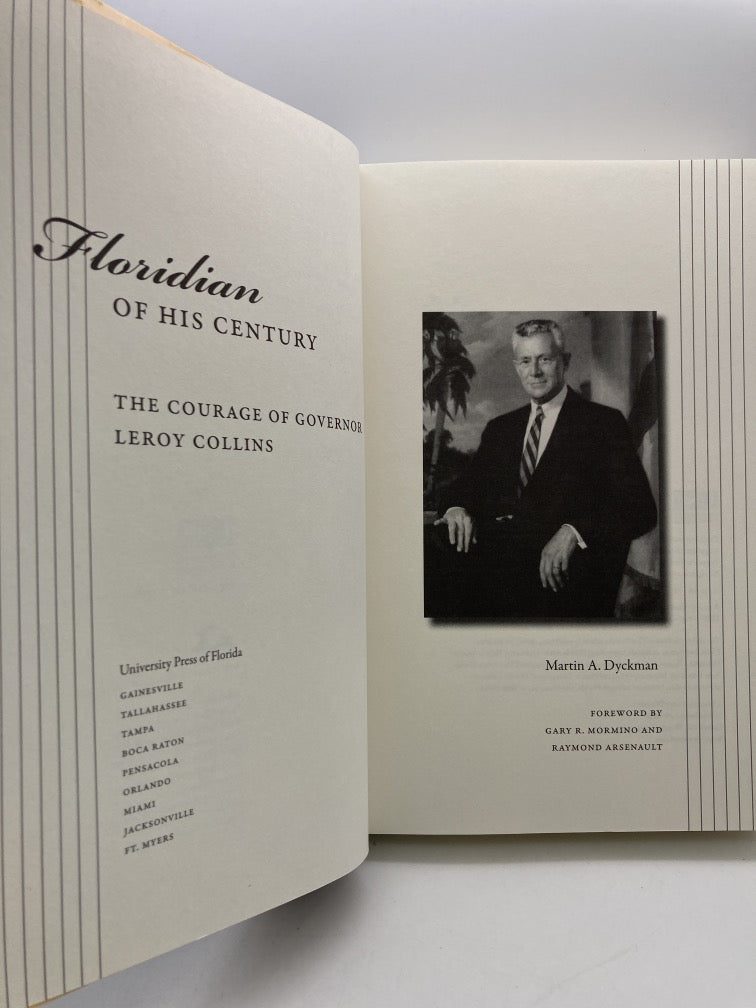 Floridian
OF HIS CENTURY
THE COURAGE OF GOVERNOR
LEROY COLLINS
University Press of Florida
GAINESVILLE
TALLAHASSEE
TAMPA
BOCA RATON
PENSACOLA
ORLANDO
MIAMI
JACKSONVILLE
FT. MYERS
Martin A. Dyckman
FOREWORD BY
GARY R. MORMINO AND
RAYMOND ARSENAULT